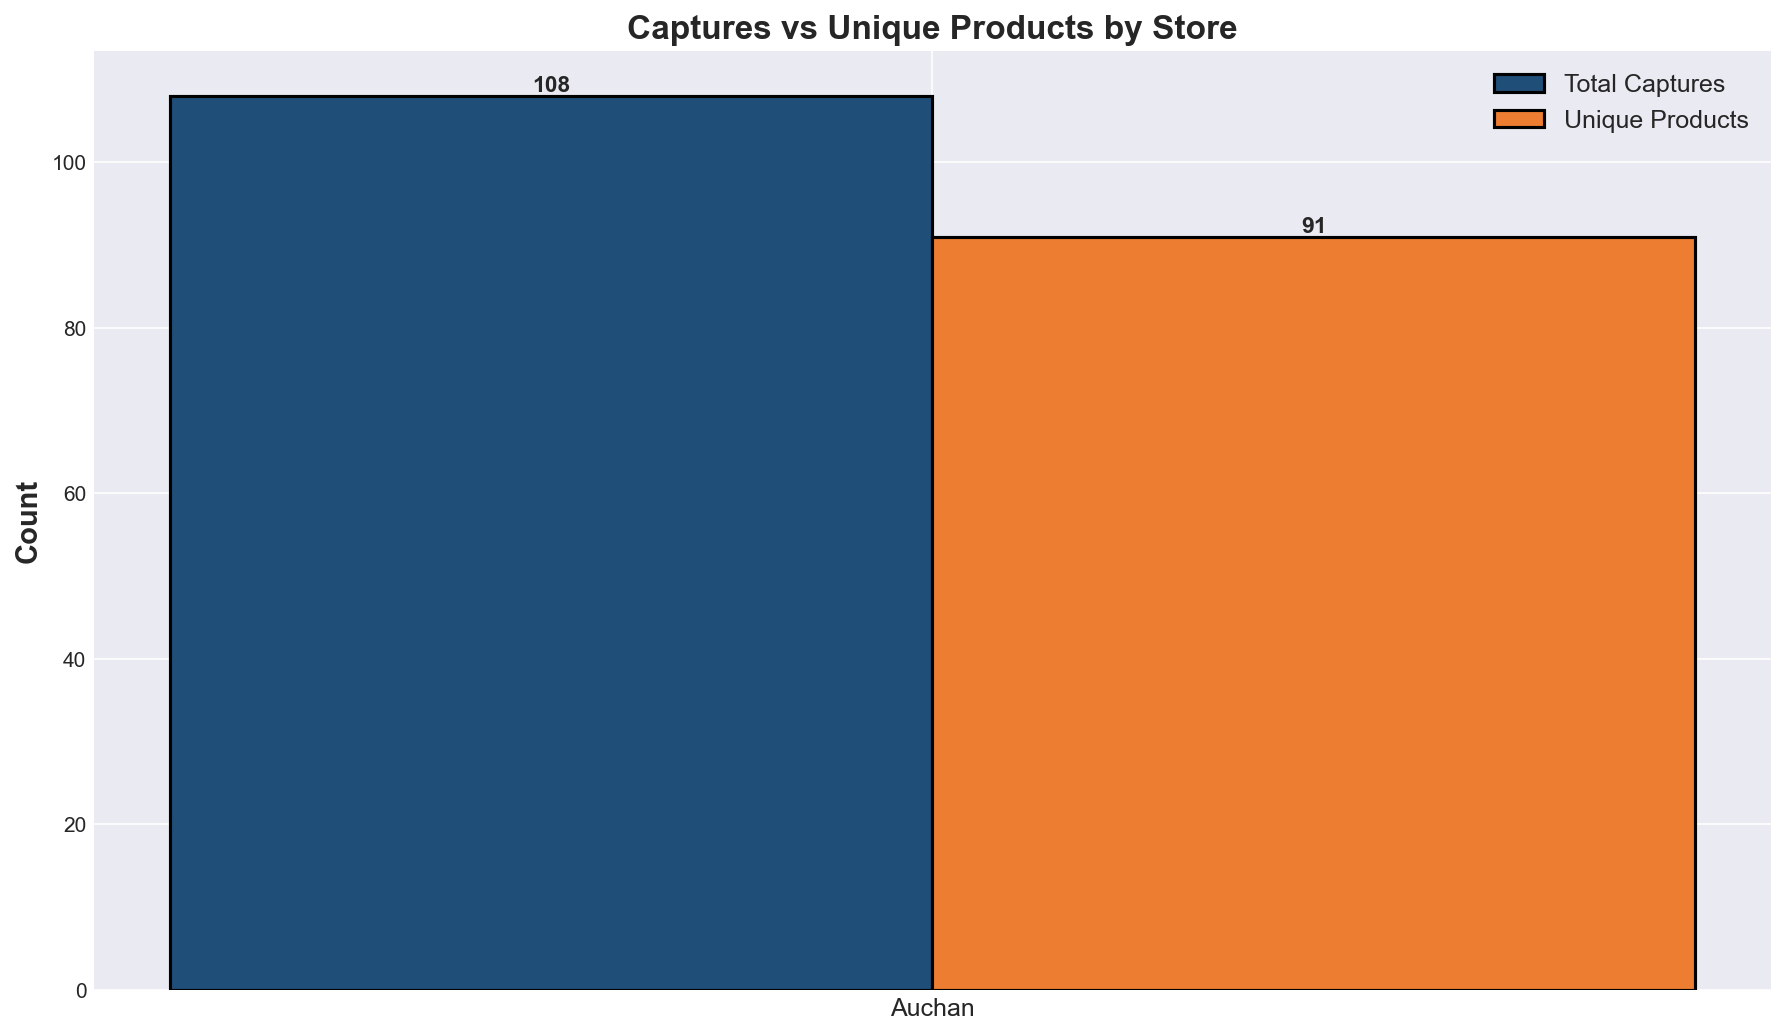 Captures vs Unique Products by Store
108
Total Captures
Unique Products
91
100
80
60
40
20
0
Count
Auchan